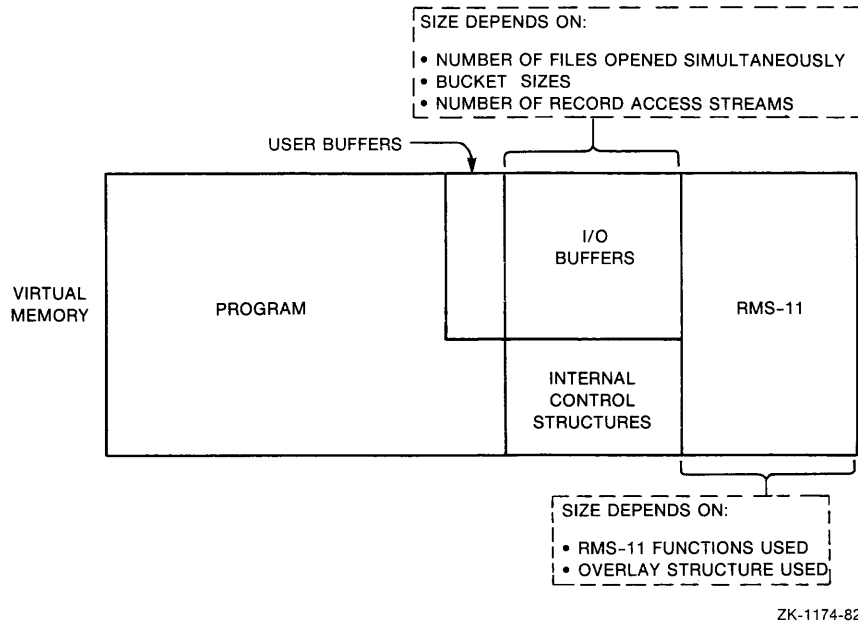 SIZE DEPENDS ON:
• NUMBER OF FILES OPENED SIMULTANEOUSLY
• BUCKET SIZES
• NUMBER OF RECORD ACCESS STREAMS
USER BUFFERS
I/O
BUFFERS
VIRTUAL
MEMORY
PROGRAM
RMS-11
INTERNAL
CONTROL
STRUCTURES
SIZE DEPENDS ON:
• RMS-11 FUNCTIONS USED
• OVERLAY STRUCTURE USED
ZK-1174-82